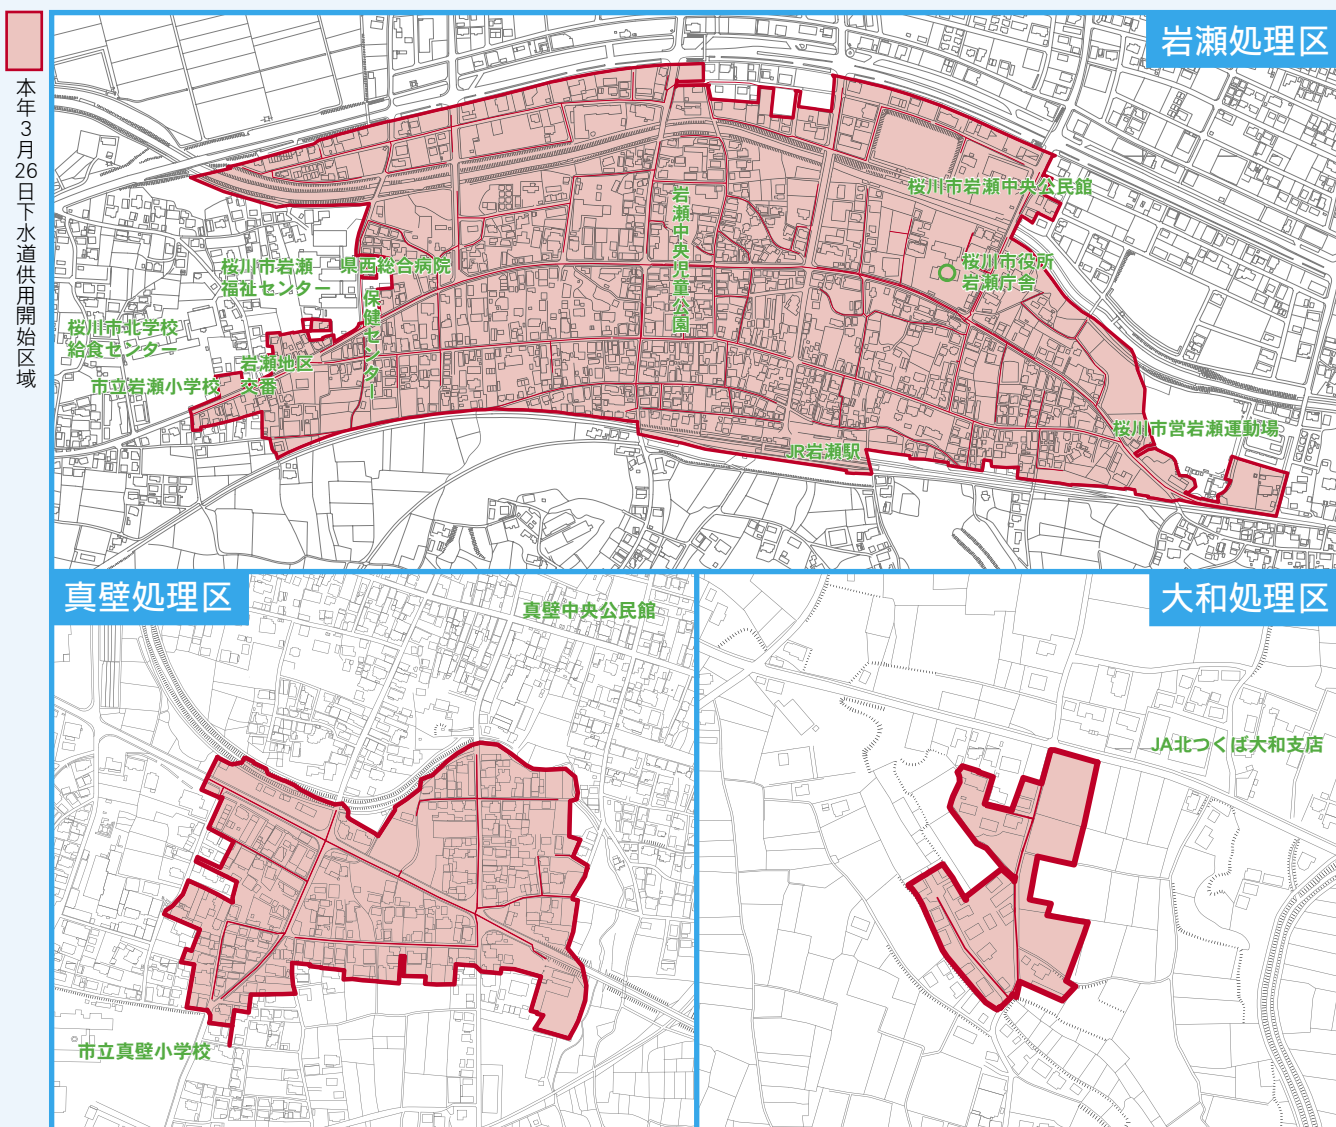 本年3月26日下水道供用開始区域
岩瀬処理区
桜川市岩瀬中央公民館
岩瀬中央児童公園
桜川市岩瀬
福祉センター
県西総合病院
桜川市役所
岩瀬庁舎
保健センター
桜川市北学校
給食センター
岩瀬地区
交番
市立岩瀬小学校
桜川市営岩瀬運動場
JR岩瀬駅
真壁処理区
真壁中央公民館
市立真壁小学校
大和処理区
JA北つくば大和支店